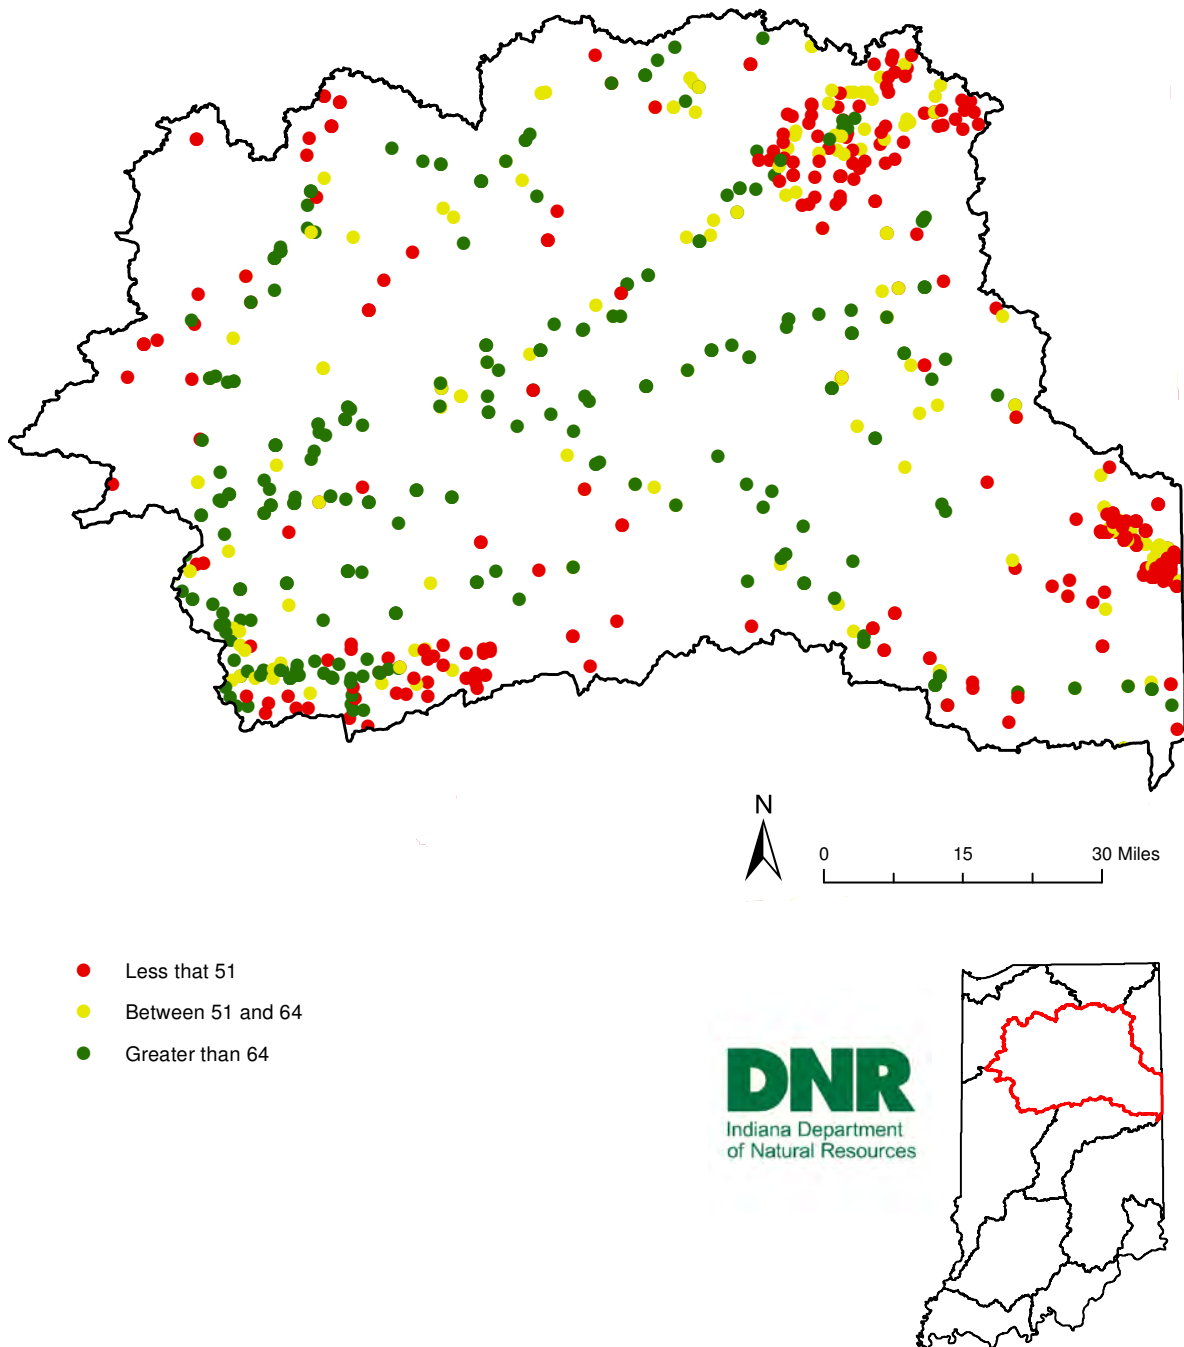 N
0 15 30 Miles
Less that 51
Between 51 and 64
Greater than 64
DNR
Indiana Department
of Natural Resources